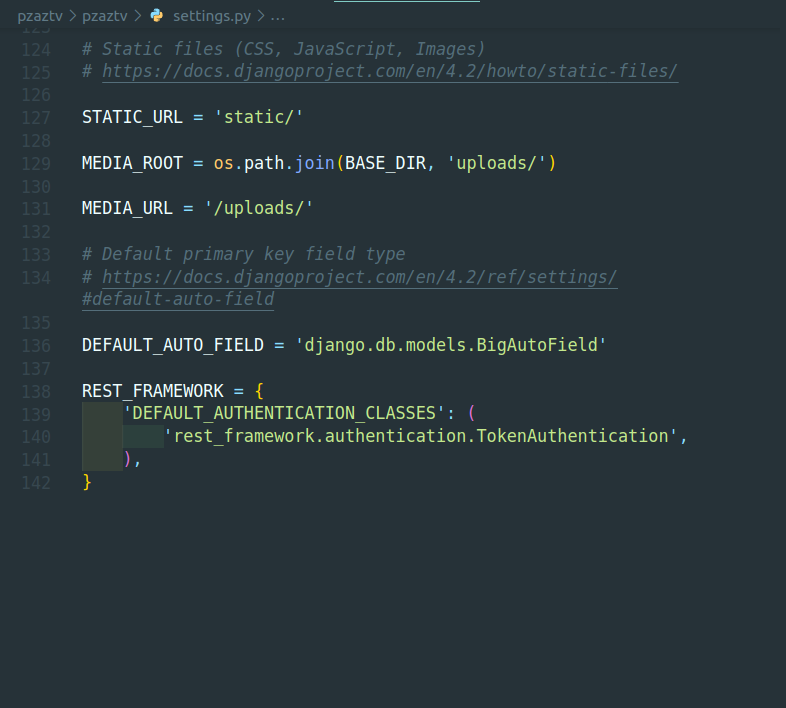 pzaztv > pzaztv > settings.py > ...
124 # Static files (CSS, JavaScript, Images)
125 # https://docs.djangoproject.com/en/4.2/howto/static-files/
126
127 STATIC_URL = 'static/'
128
129 MEDIA_ROOT = os.path.join(BASE_DIR, 'uploads/')
130
131 MEDIA_URL = '/uploads/'
132
133 # Default primary key field type
134 # https://docs.djangoproject.com/en/4.2/ref/settings/
#default-auto-field
135
136 DEFAULT_AUTO_FIELD = 'django.db.models.BigAutoField'
137
138 REST_FRAMEWORK = {
139     'DEFAULT_AUTHENTICATION_CLASSES': (
140         'rest_framework.authentication.TokenAuthentication',
141     ),
142 }